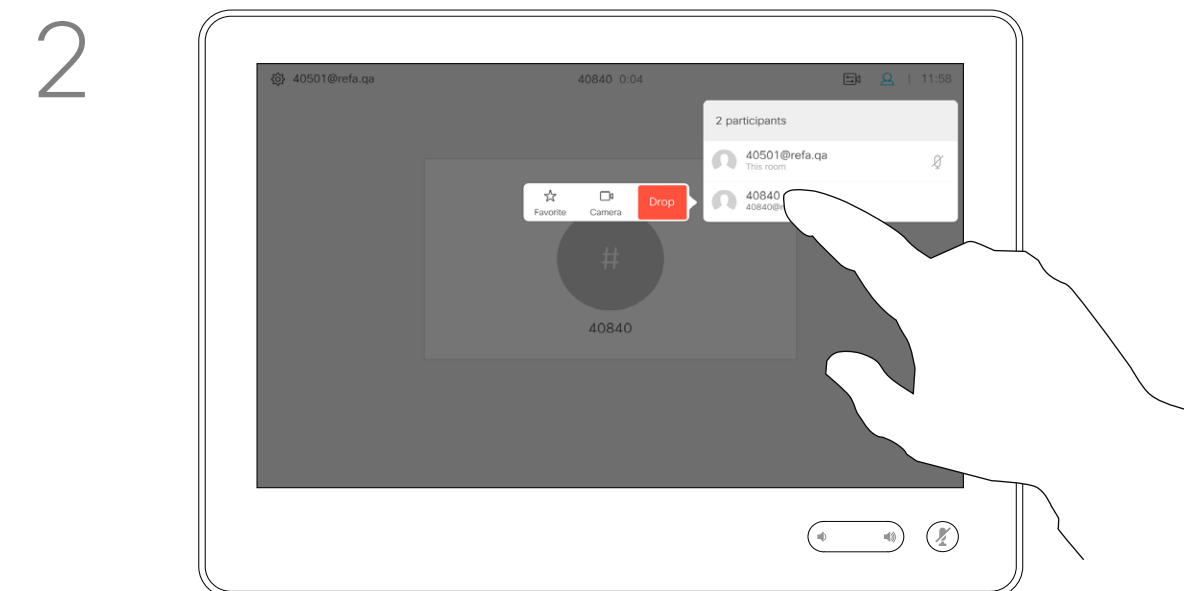 2
40501@refa.qa 40840 0:04 | 11:58
2 participants
40501@refa.qa
This room
40840
Favorite Camera Drop
#
40840